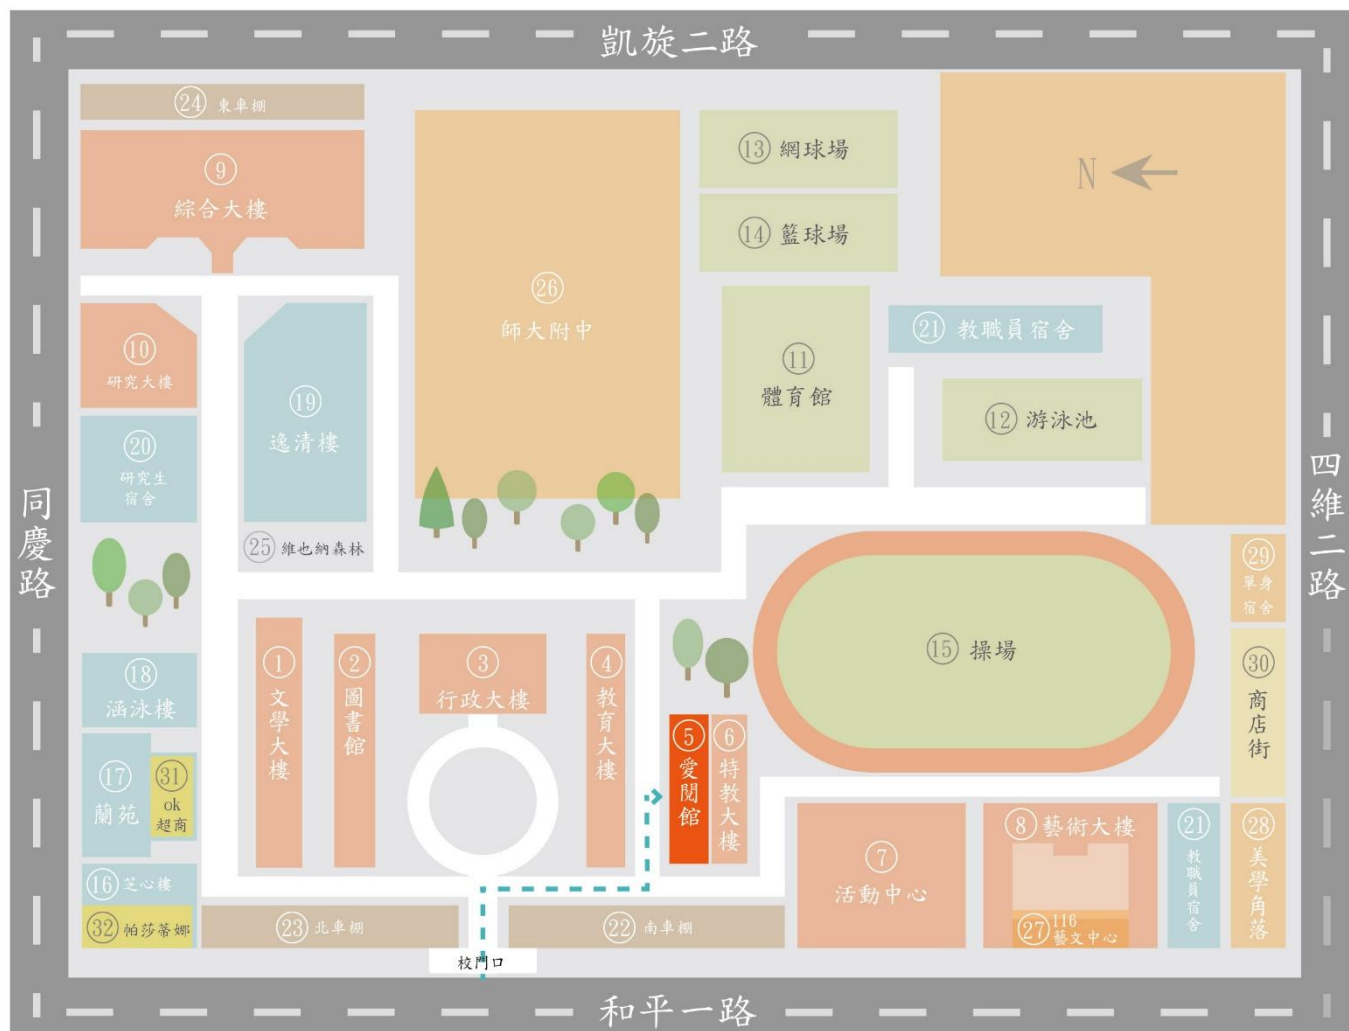 凱旋二路
㉔ 東車棚
⑨
綜合大樓
⑬ 網球場
⑭ 籃球場
N
㉖
師大附中
⑩
研究大樓
⑲
逸清樓
⑪
體育館
㉑ 教職員宿舍
⑫ 游泳池
⑳
研究生
宿舍
㉕ 維也納森林
同慶路
四維二路
㉙
單身
宿舍
①
文學大樓
②
圖書館
③
行政大樓
④
教育大樓
⑤
愛閱館
⑥
特教大樓
⑮ 操場
㉚
商店街
⑱
涵泳樓
⑰
蘭苑
㉛
ok
超商
⑯ 芝心樓
㉜ 帕莎蒂娜
㉓ 北車棚
㉒ 南車棚
校門口
⑦
活動中心
⑧ 藝術大樓
㉗ 116
藝文中心
㉑
教職員宿舍
㉘
美學角落
和平一路